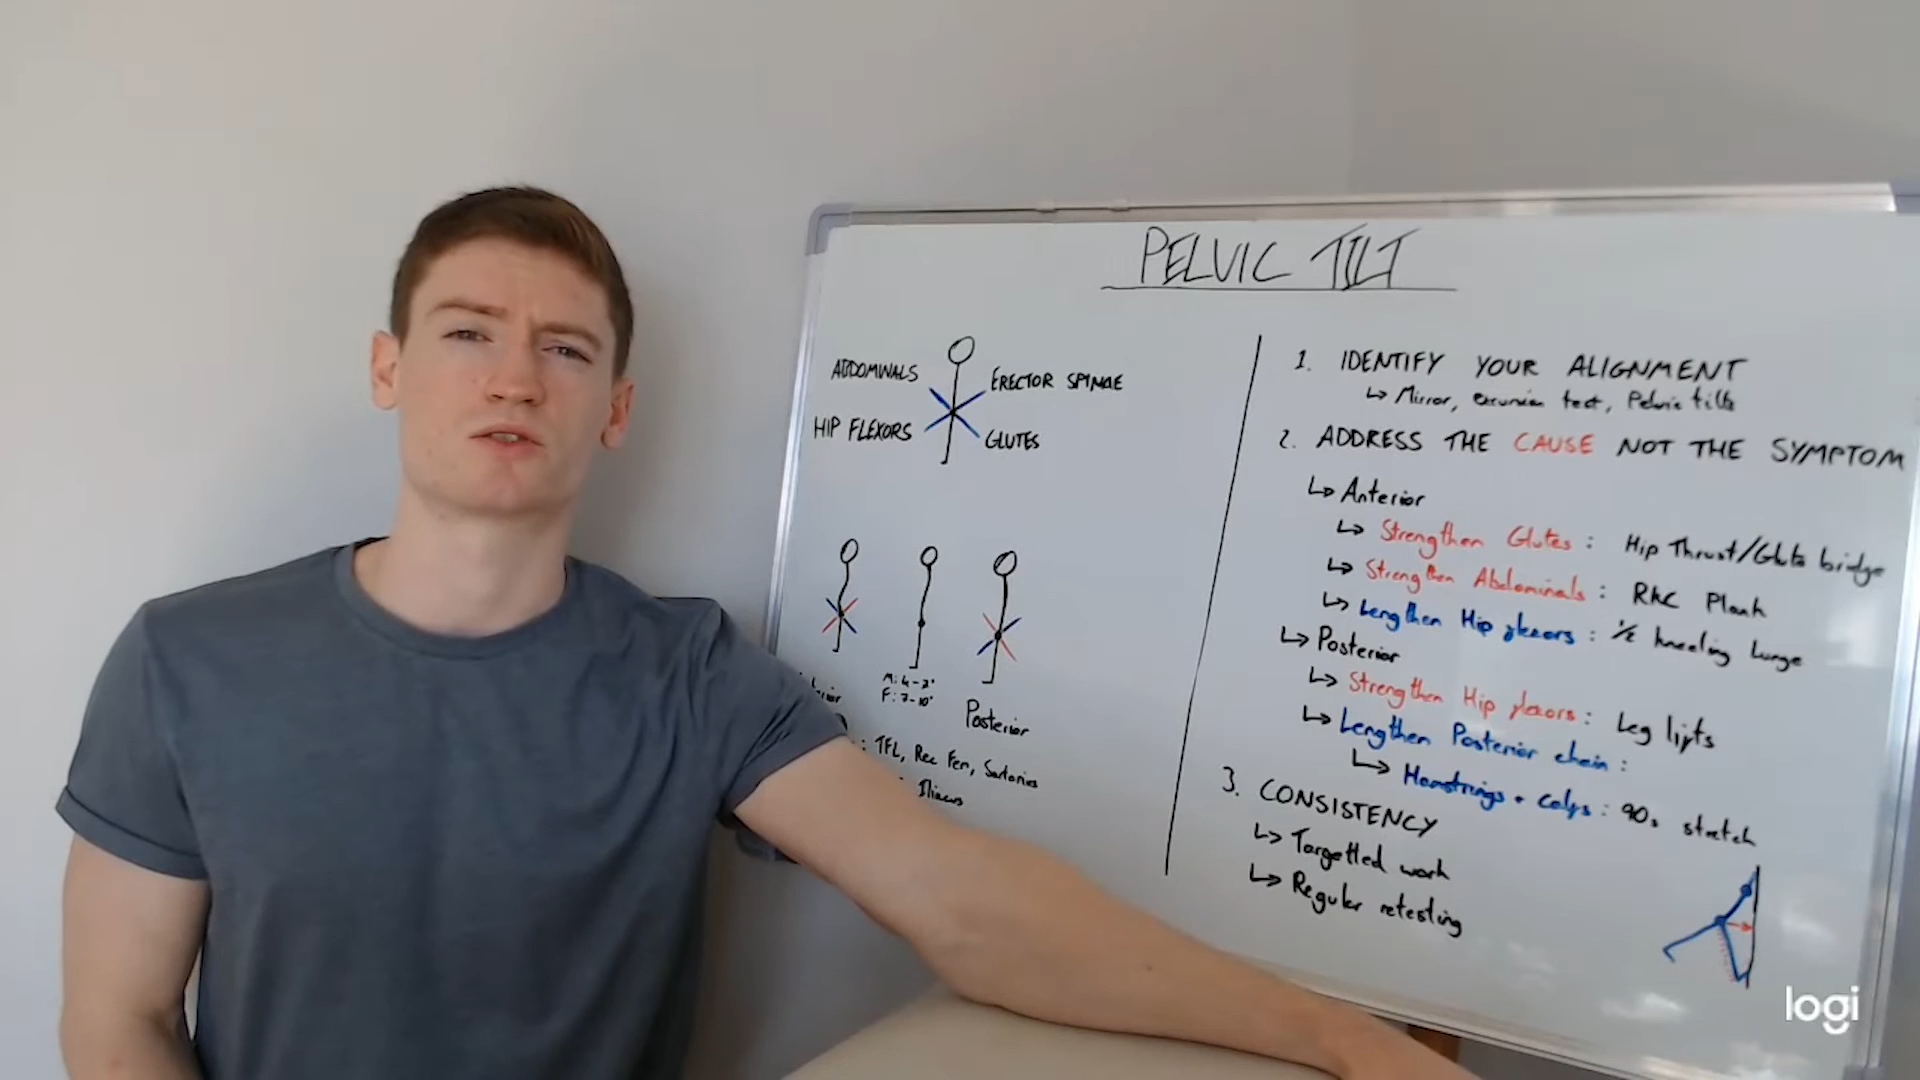 PELVIC TILT
ABDOMINALS
ERECTOR SPINAE
HIP FLEXORS
GLUTES
M: 4-7°
F: 7-10°
Posterior
: TFL, Rec Fem, Sartorius
Iliacus
1. IDENTIFY YOUR ALIGNMENT
↳ Mirror, excursion test, Pelvic tilts
2. ADDRESS THE CAUSE NOT THE SYMPTOM
↳ Anterior
↳ Strengthen Glutes : Hip Thrust/Glute bridge
↳ Strengthen Abdominals : RKC Plank
↳ Lengthen Hip flexors : 1/2 kneeling lunge
↳ Posterior
↳ Strengthen Hip flexors : Leg lifts
↳ Lengthen Posterior chain :
↳ Hamstrings + calfs : 90s stretch
3. CONSISTENCY
↳ Targetted work
↳ Regular retesting
logi